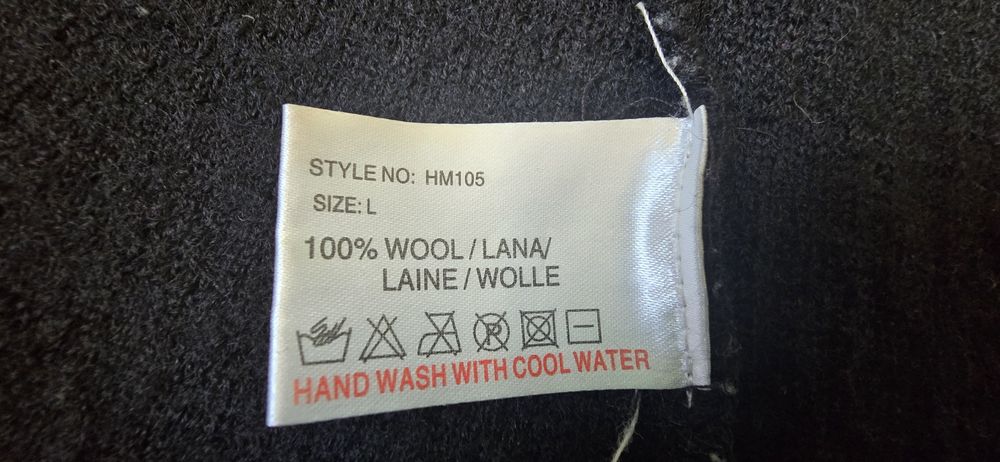 STYLE NO: HM105
SIZE: L
100% WOOL / LANA/
LAINE / WOLLE
P
HAND WASH WITH COOL WATER